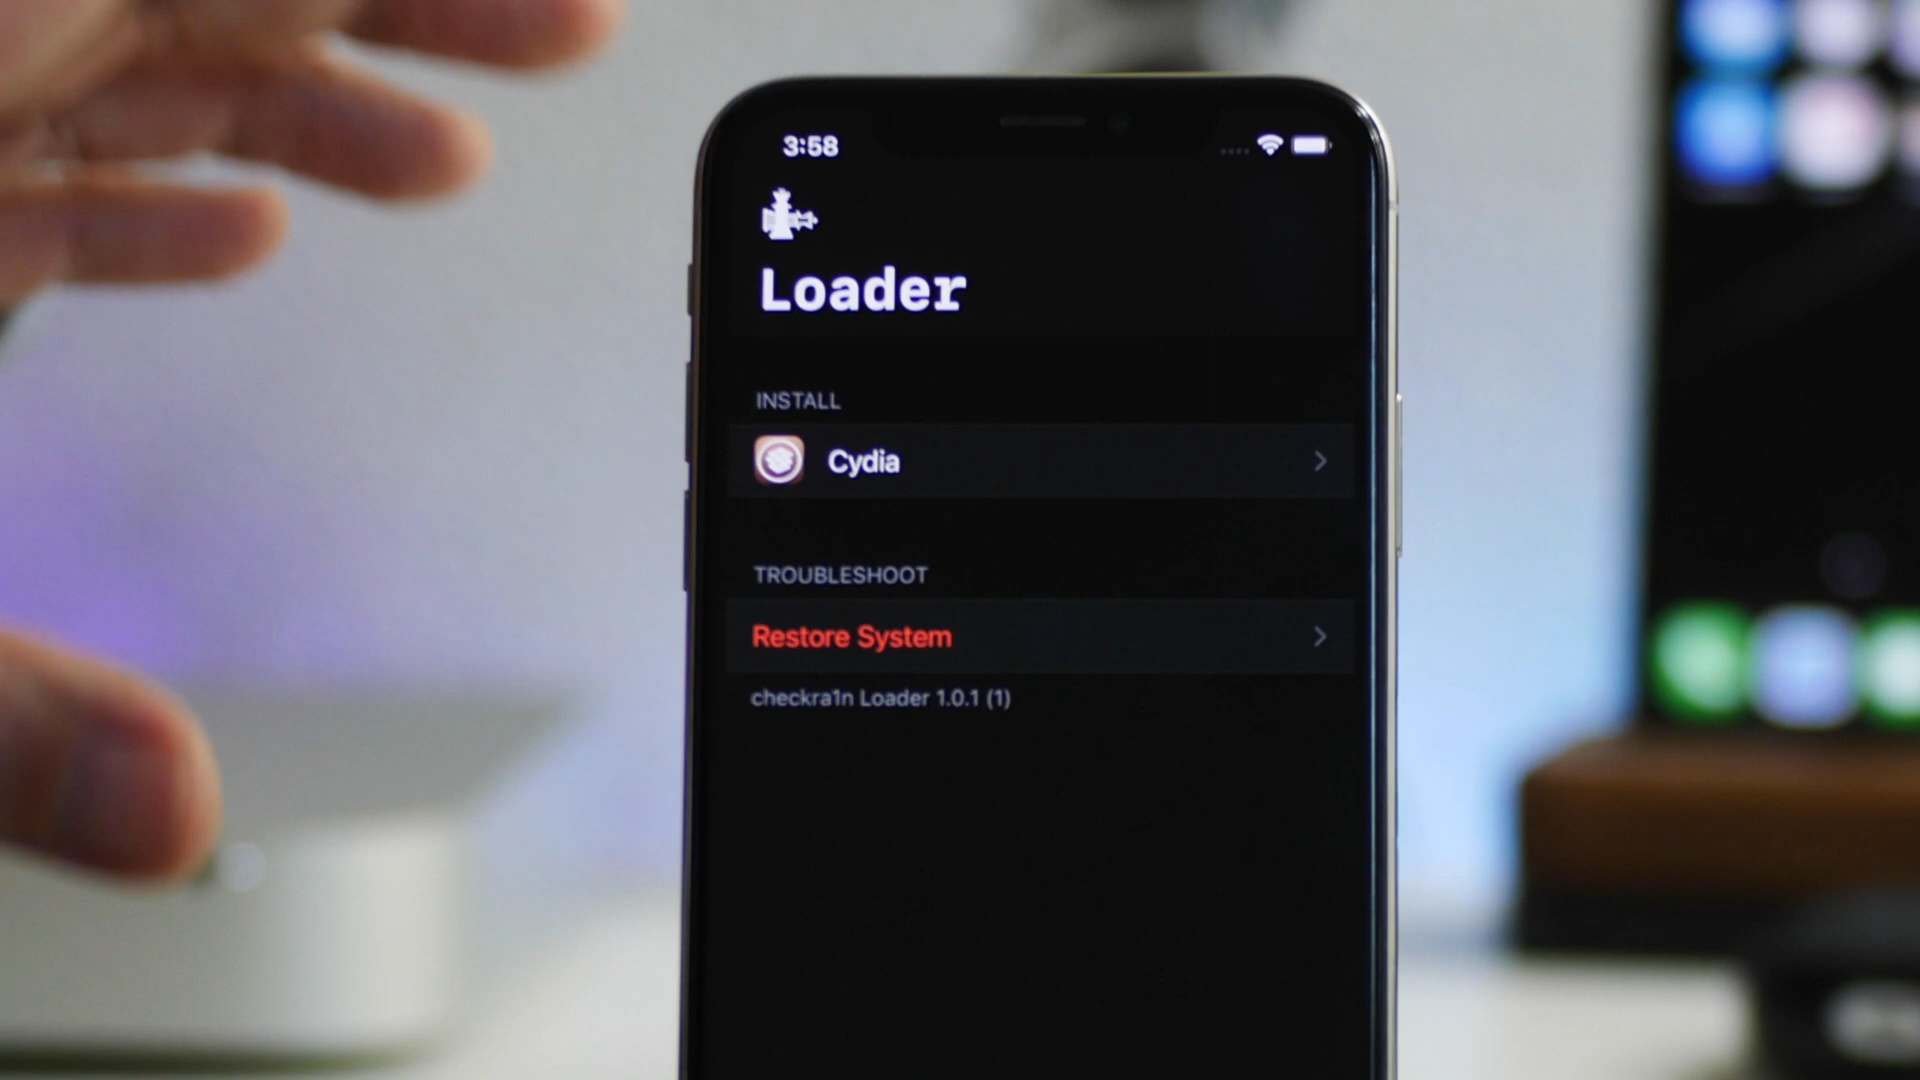 3:58
Loader
INSTALL
Cydia
TROUBLESHOOT
Restore System
checkra1n Loader 1.0.1 (1)